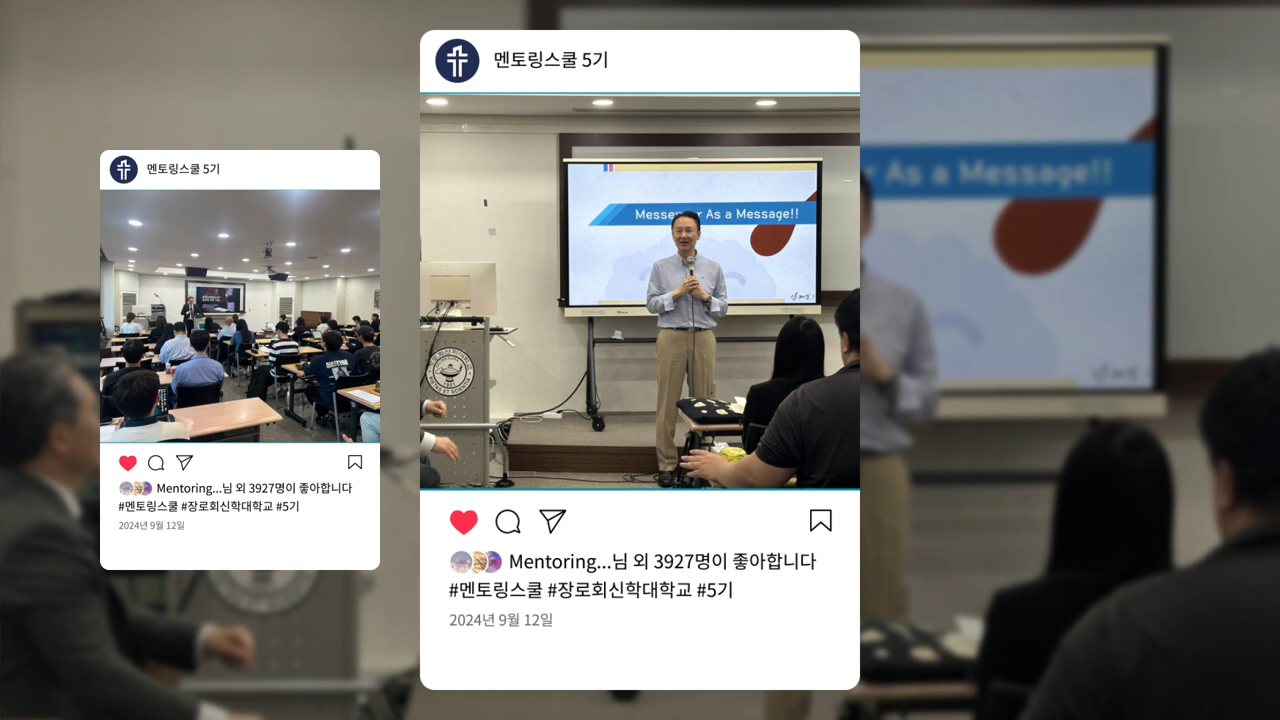 멘토링스쿨 5기
Mentoring...님 외 3927명이 좋아합니다
#멘토링스쿨 #장로회신학대학교 #5기
2024년 9월 12일
멘토링스쿨 5기
Messenger As a Message!!
Mentoring...님 외 3927명이 좋아합니다
#멘토링스쿨 #장로회신학대학교 #5기
2024년 9월 12일
r As a Message!!